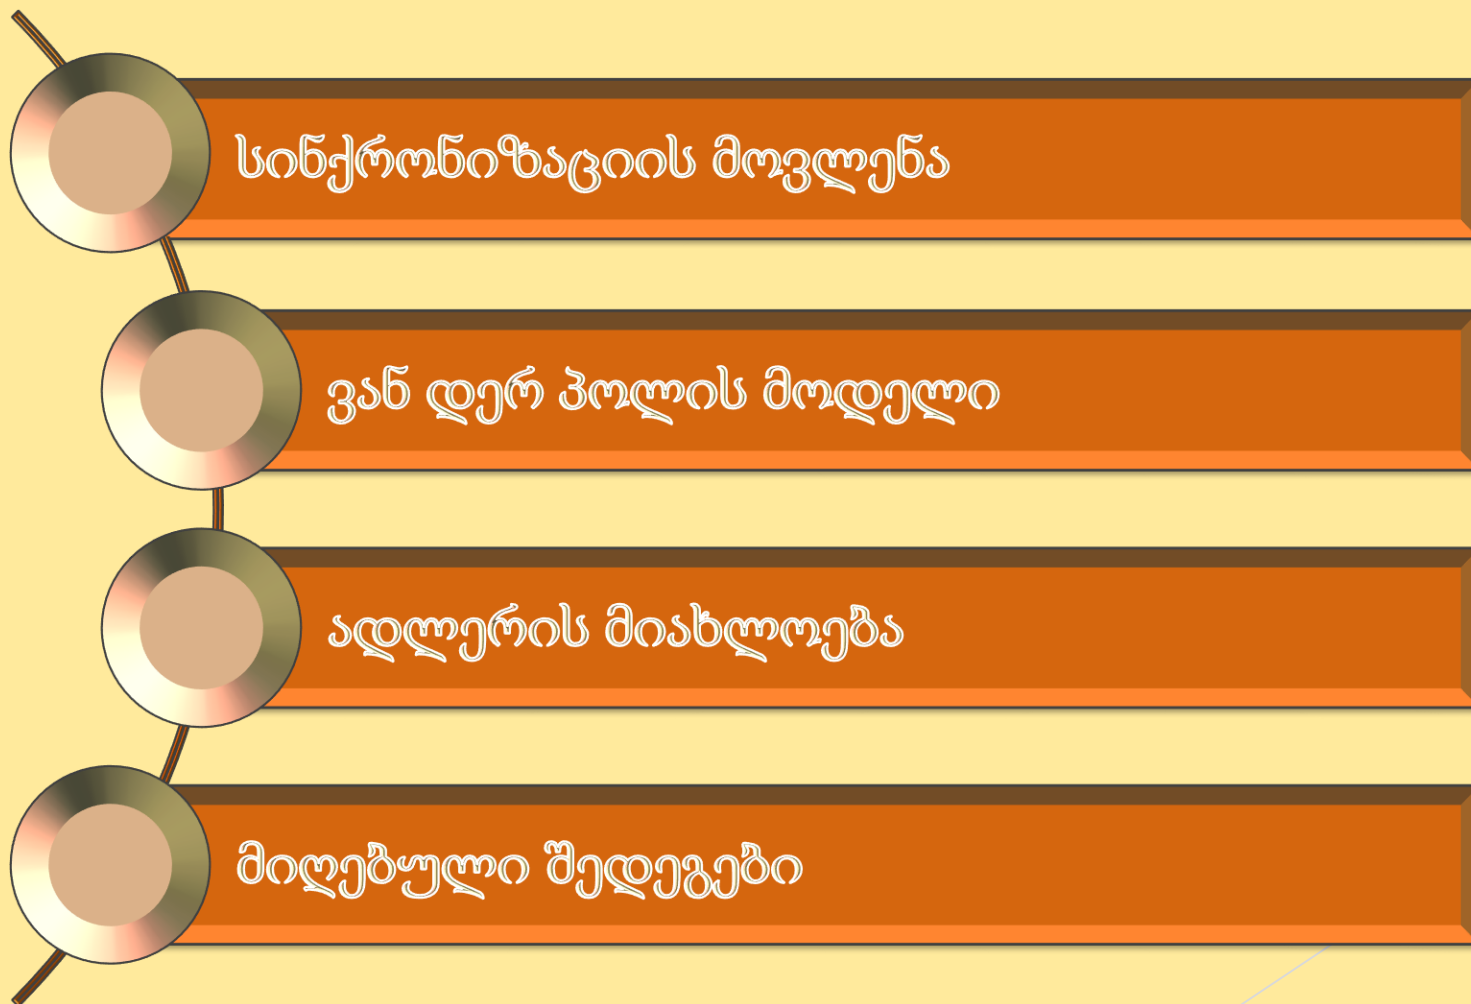 სინქრონიზაციის მოვლენა
ვან დერ პოლის მოდელი
ადლერის მიახლოება
მიღებული შედეგები